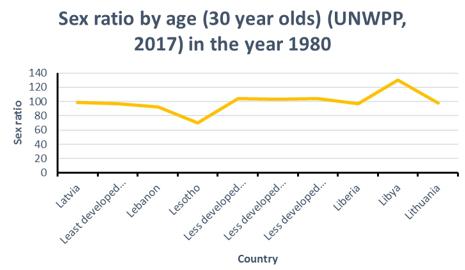 Sex ratio by age (30 year olds) (UNWPP,
2017) in the year 1980
140
120
100
80
60
40
20
0
Sex ratio
Latvia
Least developed…
Lebanon
Lesotho
Less developed…
Less developed…
Less developed…
Liberia
Libya
Lithuania
Country